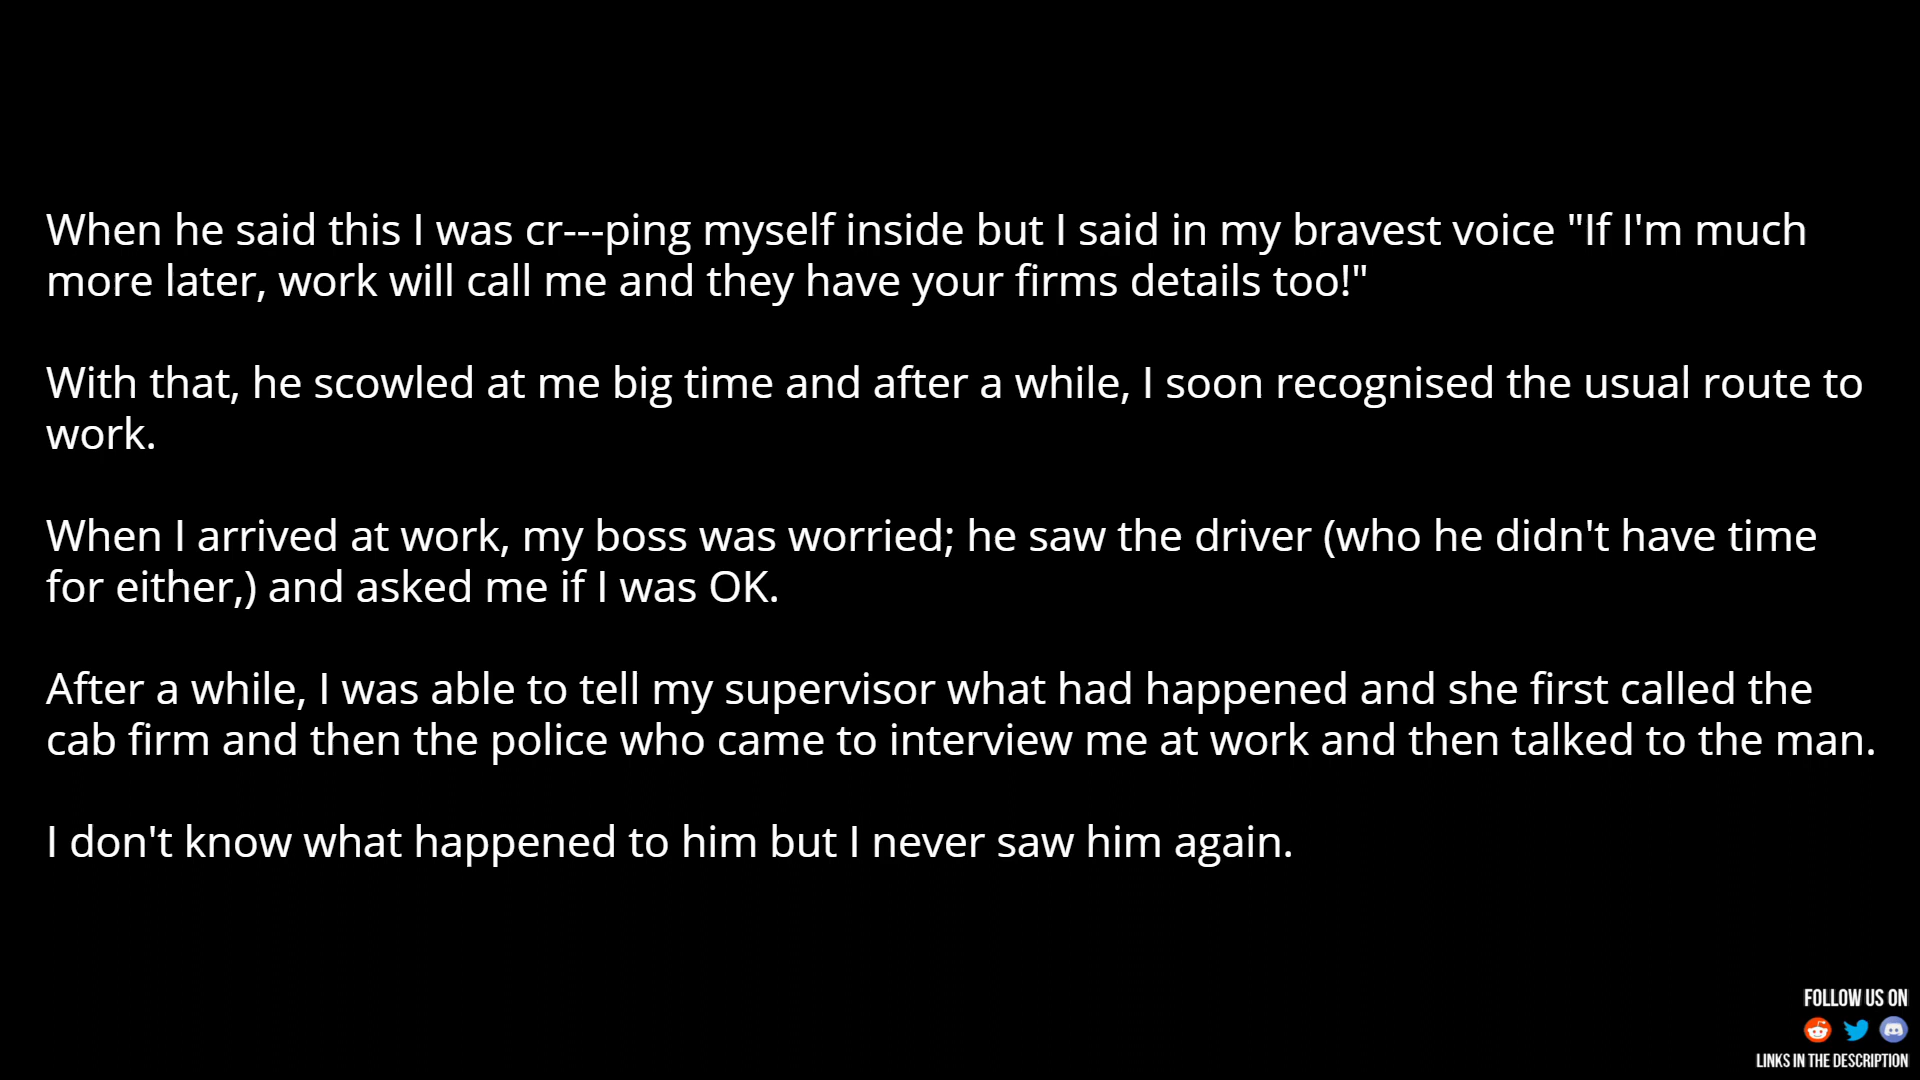 When he said this I was cr---ping myself inside but I said in my bravest voice "If I'm much
more later, work will call me and they have your firms details too!"
With that, he scowled at me big time and after a while, I soon recognised the usual route to
work.
When I arrived at work, my boss was worried; he saw the driver (who he didn't have time
for either,) and asked me if I was OK.
After a while, I was able to tell my supervisor what had happened and she first called the
cab firm and then the police who came to interview me at work and then talked to the man.
I don't know what happened to him but I never saw him again.
FOLLOW US ON
LINKS IN THE DESCRIPTION